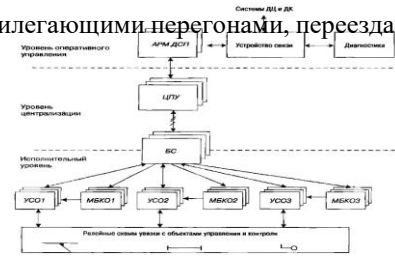 Системы ДЦ и ДК
илегающими перегонами, переезда
Уровень оперативного управления
АРМ ДСП
Устройство связи
Диагностика
Уровень централизации
ЦПУ
БС
Исполнительный уровень
УСО1
МБКО1
УСО2
МБКО2
УСО3
МБКО3
Релейные схемы увязки с объектами управления и контроля